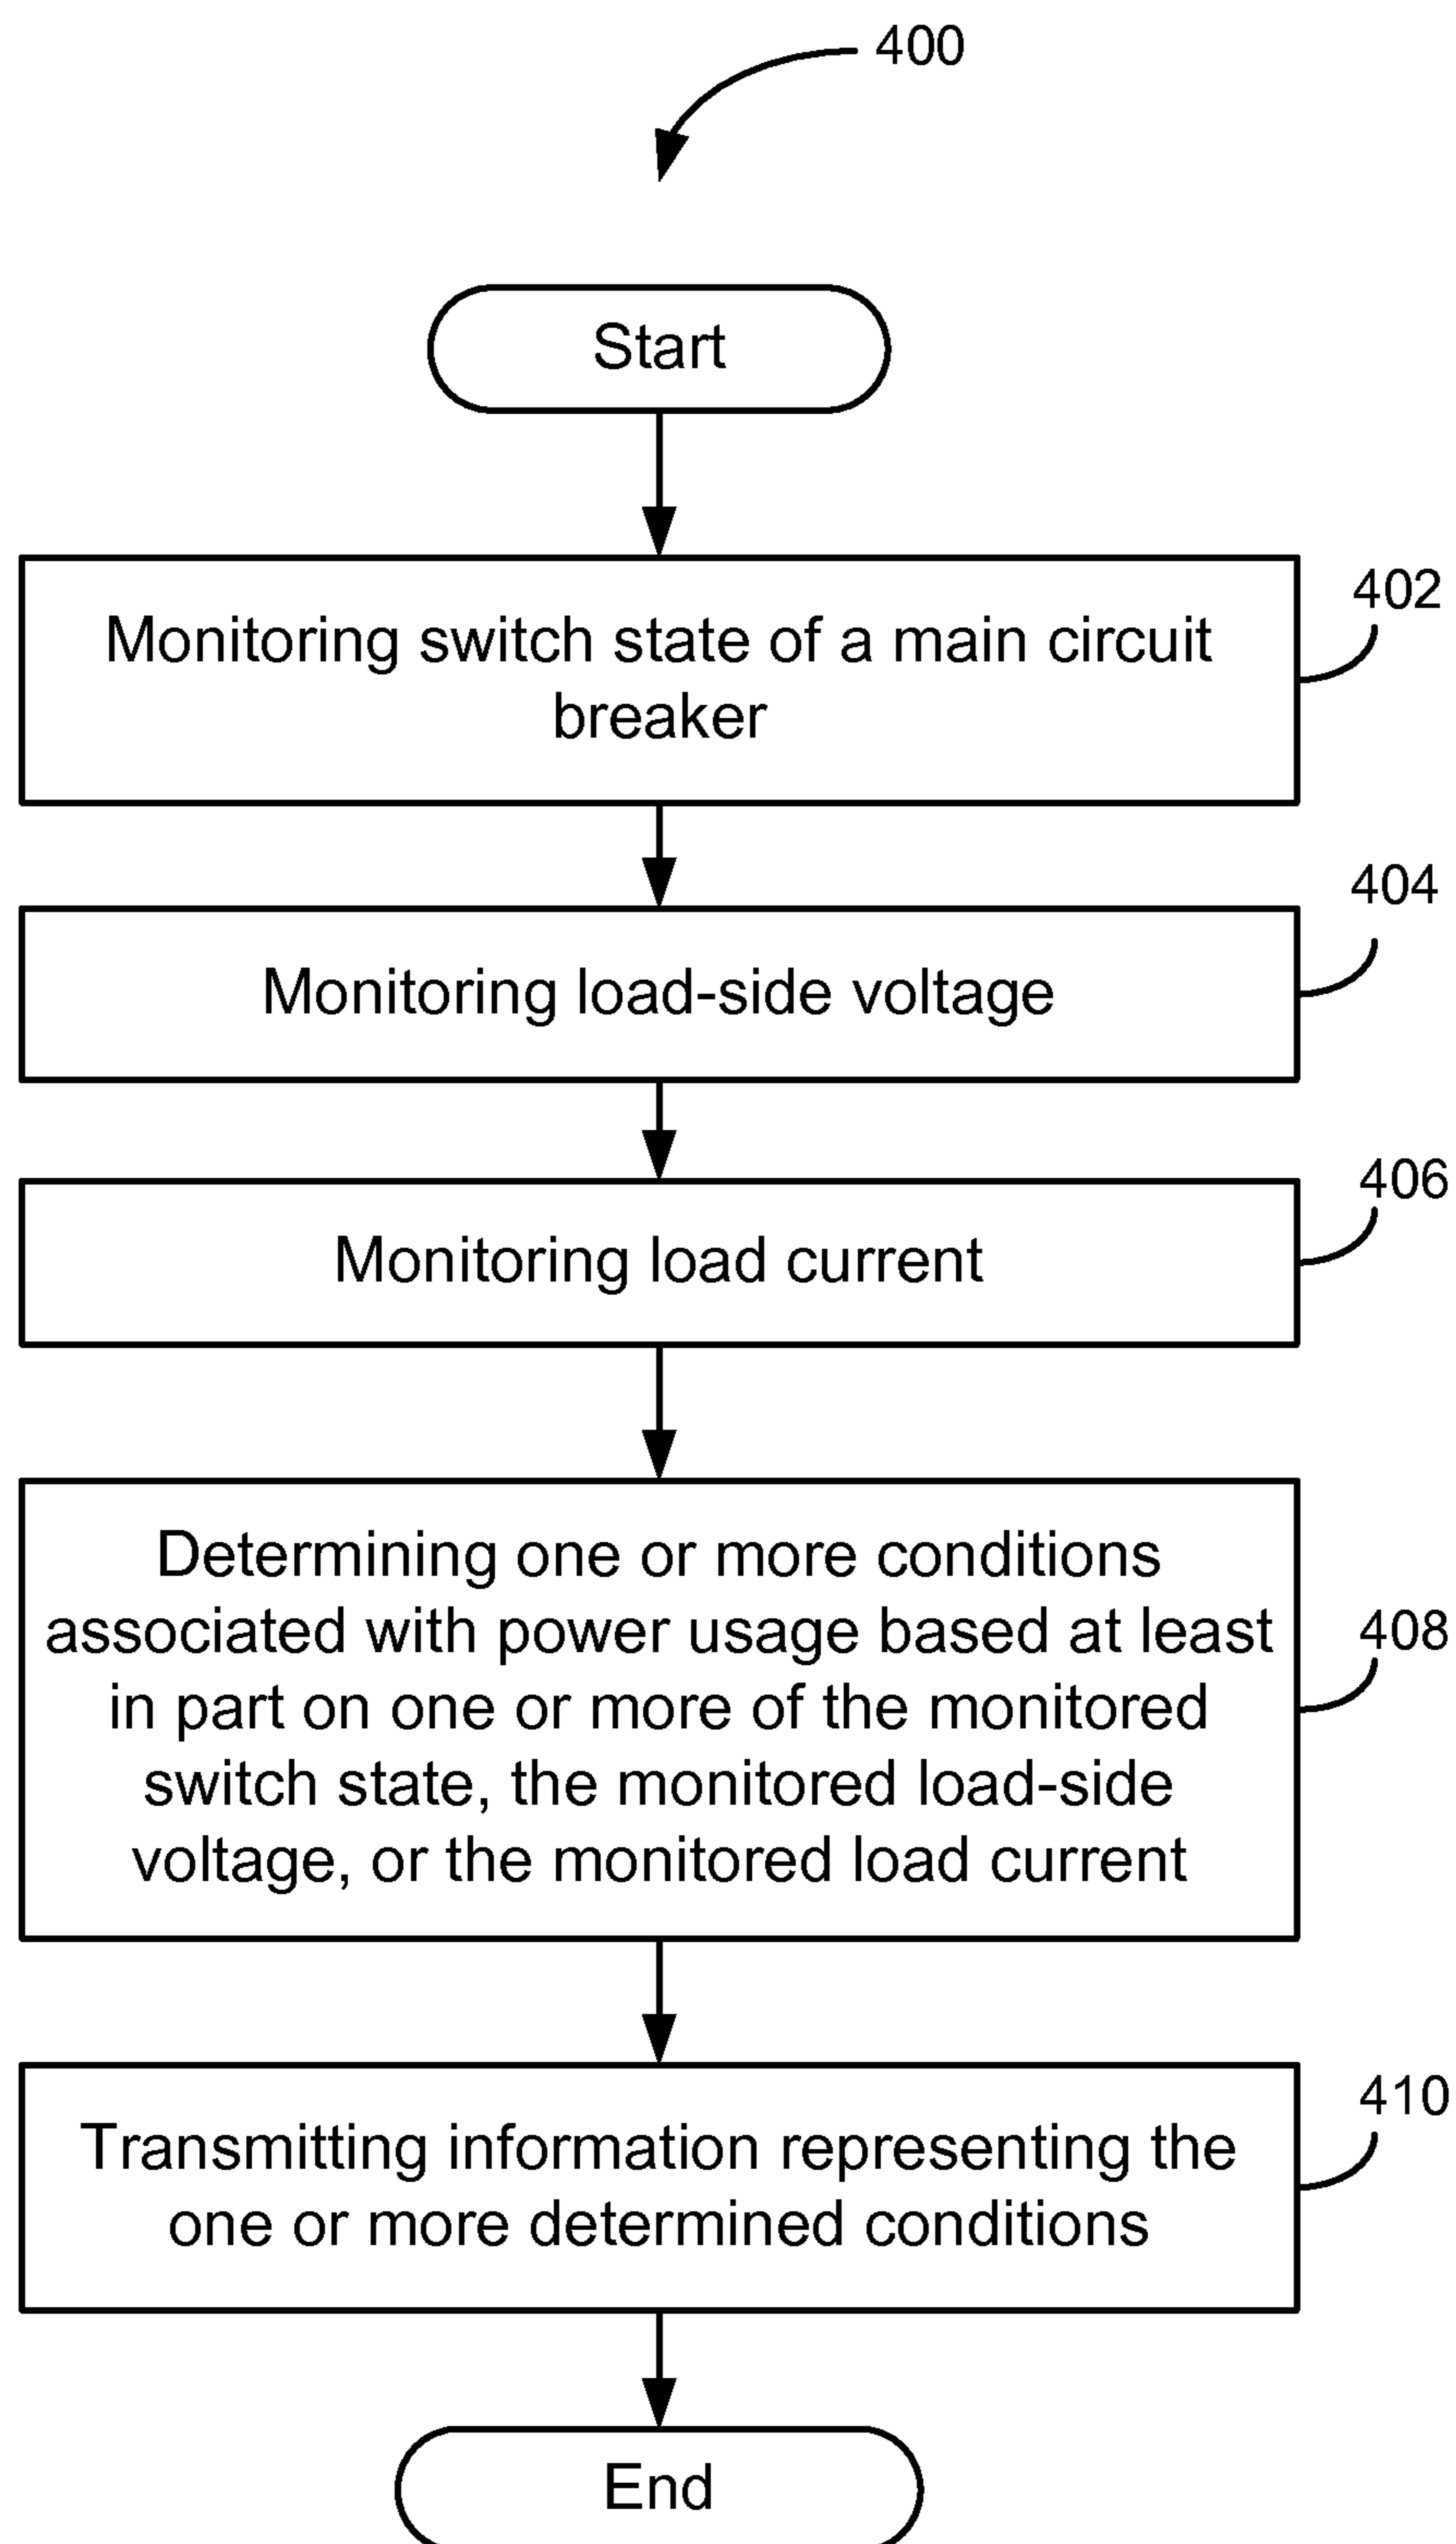 400
Start
402
Monitoring switch state of a main circuit
breaker
404
Monitoring load-side voltage
406
Monitoring load current
Determining one or more conditions
associated with power usage based at least
408
in part on one or more of the monitored
switch state, the monitored load-side
voltage, or the monitored load current
410
Transmitting information representing the
one or more determined conditions
End